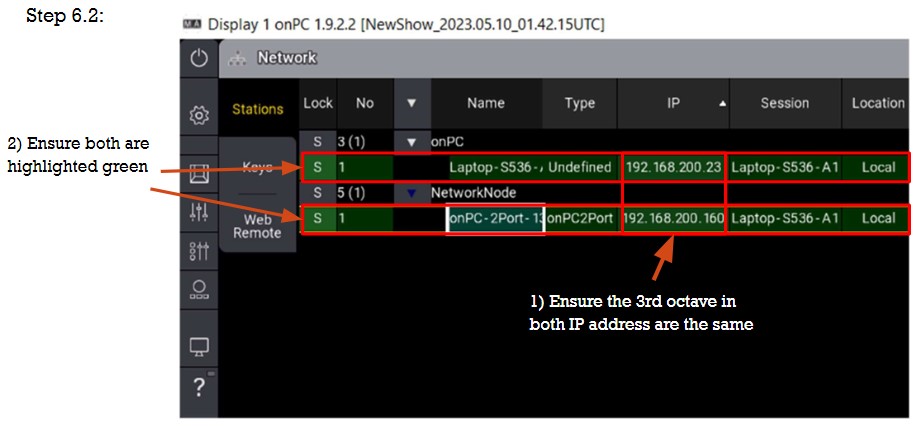 Step 6.2:
MA Display 1 onPC 1.9.2.2 [NewShow_2023.05.10_01.42.15UTC]
Network
Stations
Lock No Name Type IP Session Location
S 3 (1) onPC
2) Ensure both are
highlighted green
Keys
S 1 Laptop-S536-A Undefined 192.168.200.23 Laptop-S536-A1 Local
S 5 (1) NetworkNode
Web
Remote
S 1 onPC-2Port-13 onPC2Port 192.168.200.160 Laptop-S536-A1 Local
1) Ensure the 3rd octave in
both IP address are the same
?